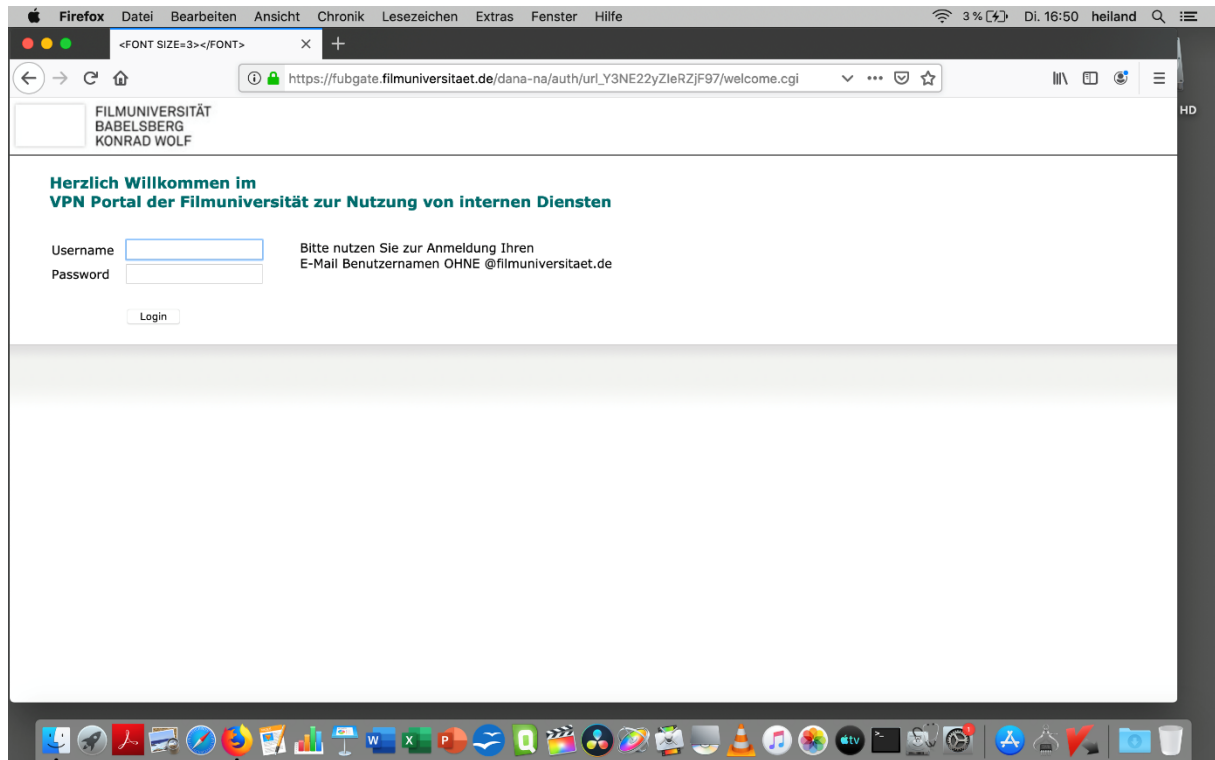 Firefox Datei Bearbeiten Ansicht Chronik Lesezeichen Extras Fenster Hilfe 3 % Di. 16:50 heiland
<FONT SIZE=3></FONT>
https://fubgate.filmuniversitaet.de/dana-na/auth/url_Y3NE22yZIeRZjF97/welcome.cgi
HD
FILMUNIVERSITÄT
BABELSBERG
KONRAD WOLF
Herzlich Willkommen im
VPN Portal der Filmuniversität zur Nutzung von internen Diensten
Username
Bitte nutzen Sie zur Anmeldung Ihren
E-Mail Benutzernamen OHNE @filmuniversitaet.de
Password
Login
tv